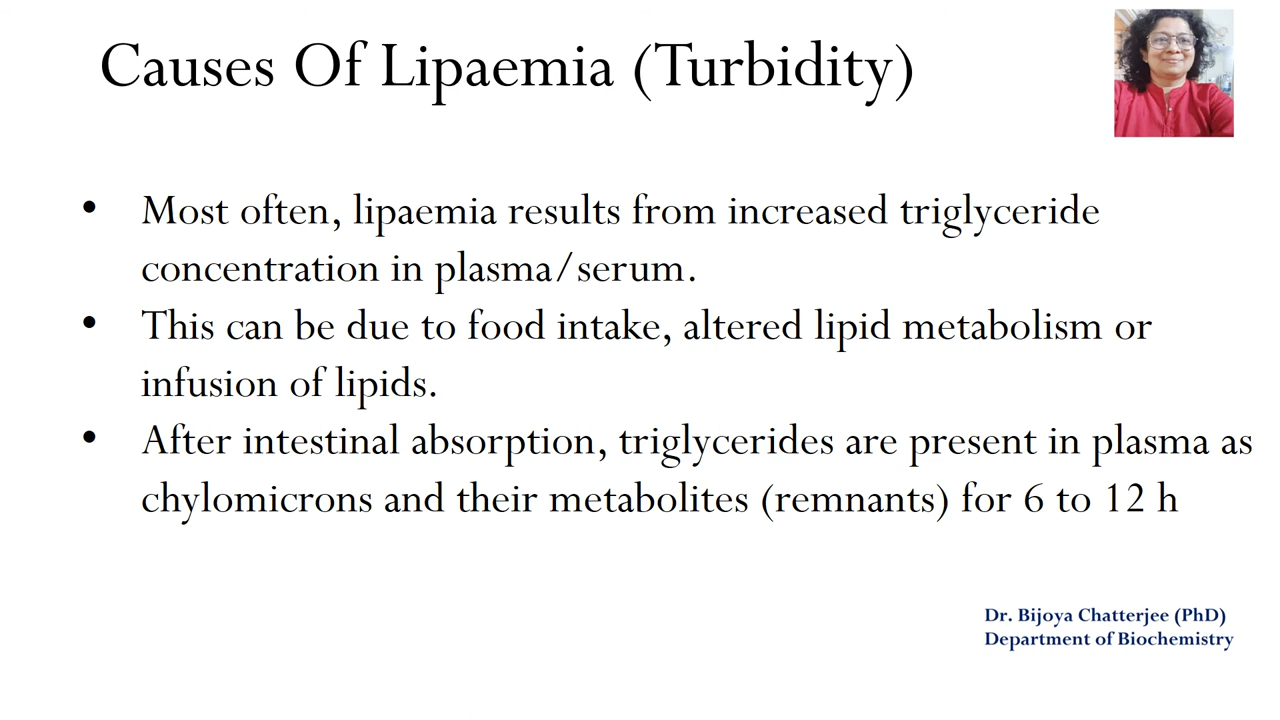 Causes Of Lipaemia (Turbidity)
• Most often, lipaemia results from increased triglyceride
concentration in plasma/serum.
• This can be due to food intake, altered lipid metabolism or
infusion of lipids.
• After intestinal absorption, triglycerides are present in plasma as
chylomicrons and their metabolites (remnants) for 6 to 12 h
Dr. Bijoya Chatterjee (PhD)
Department of Biochemistry